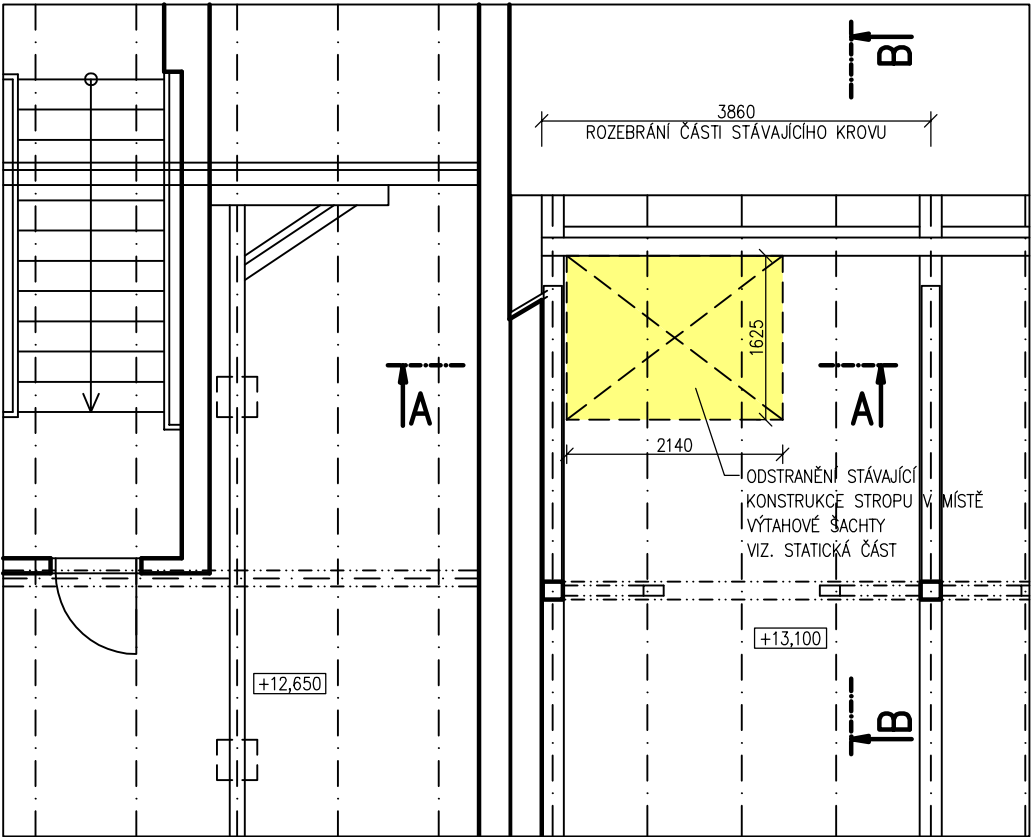 B
3860
ROZEBRÁNÍ ČÁSTI STÁVAJÍCÍHO KROVU
1625
A
A
2140
ODSTRANĚNÍ STÁVAJÍCÍ
KONSTRUKCE STROPU V MÍSTĚ
VÝTAHOVÉ ŠACHTY
VIZ. STATICKÁ ČÁST
+13,100
+12,650
B